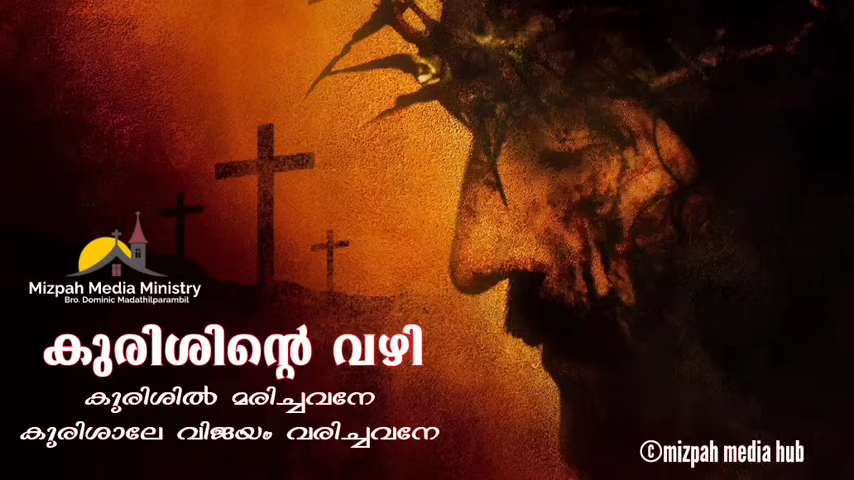 Mizpah Media Ministry
Bro. Dominic Madathilparambil
കുരിശിന്റെ വഴി
കുരിശിൽ മരിച്ചവനേ
കുരിശാലേ വിജയം വരിച്ചവനേ
©mizpah media hub